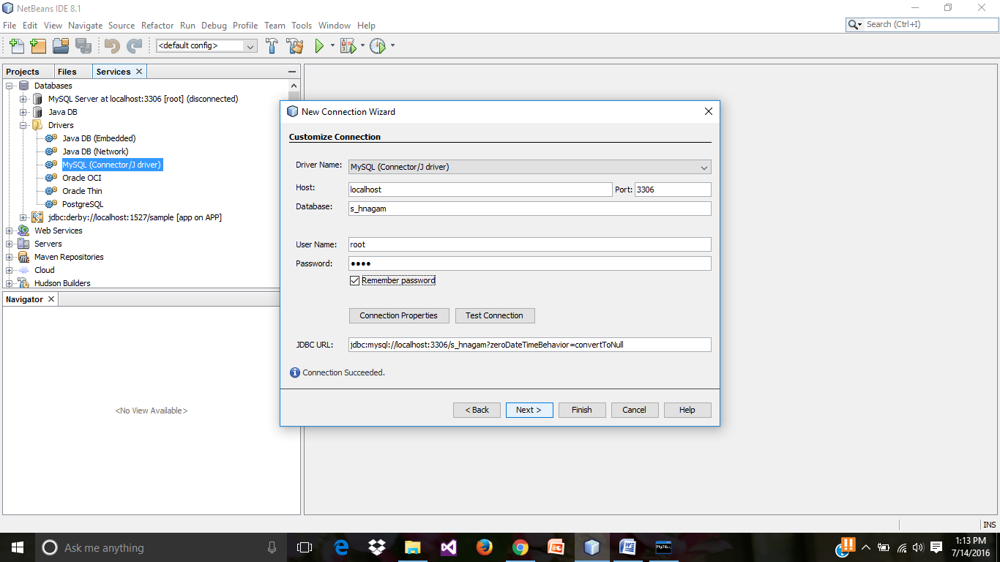 NetBeans IDE 8.1
File Edit View Navigate Source Refactor Run Debug Profile Team Tools Window Help
Search (Ctrl+I)
<default config>
Projects Files Services
Databases
MySQL Server at localhost:3306 [root] (disconnected)
Java DB
Drivers
Java DB (Embedded)
Java DB (Network)
MySQL (Connector/J driver)
Oracle OCI
Oracle Thin
PostgreSQL
jdbc:derby://localhost:1527/sample [app on APP]
Web Services
Servers
Maven Repositories
Cloud
Hudson Builders
Navigator
<No View Available>
New Connection Wizard
Customize Connection
Driver Name: MySQL (Connector/J driver)
Host: localhost Port: 3306
Database: s_hnagam
User Name: root
Password: ●●●●
Remember password
Connection Properties Test Connection
JDBC URL: jdbc:mysql://localhost:3306/s_hnagam?zeroDateTimeBehavior=convertToNull
Connection Succeeded.
< Back Next > Finish Cancel Help
INS
Ask me anything
MySQL
1:13 PM
7/14/2016